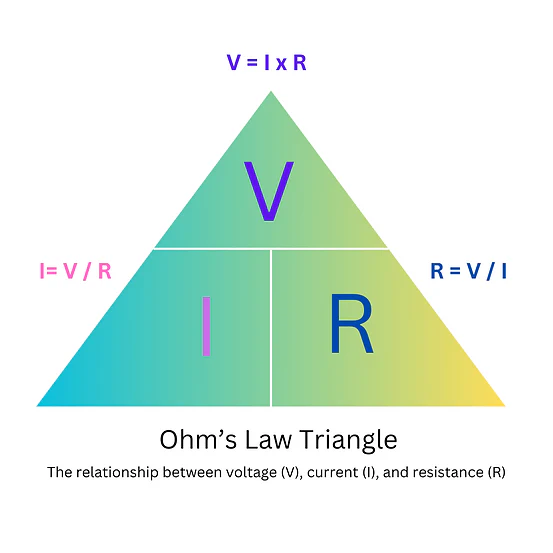 V = I x R
V
I= V / R
R = V / I
I
R
Ohm’s Law Triangle
The relationship between voltage (V), current (I), and resistance (R)